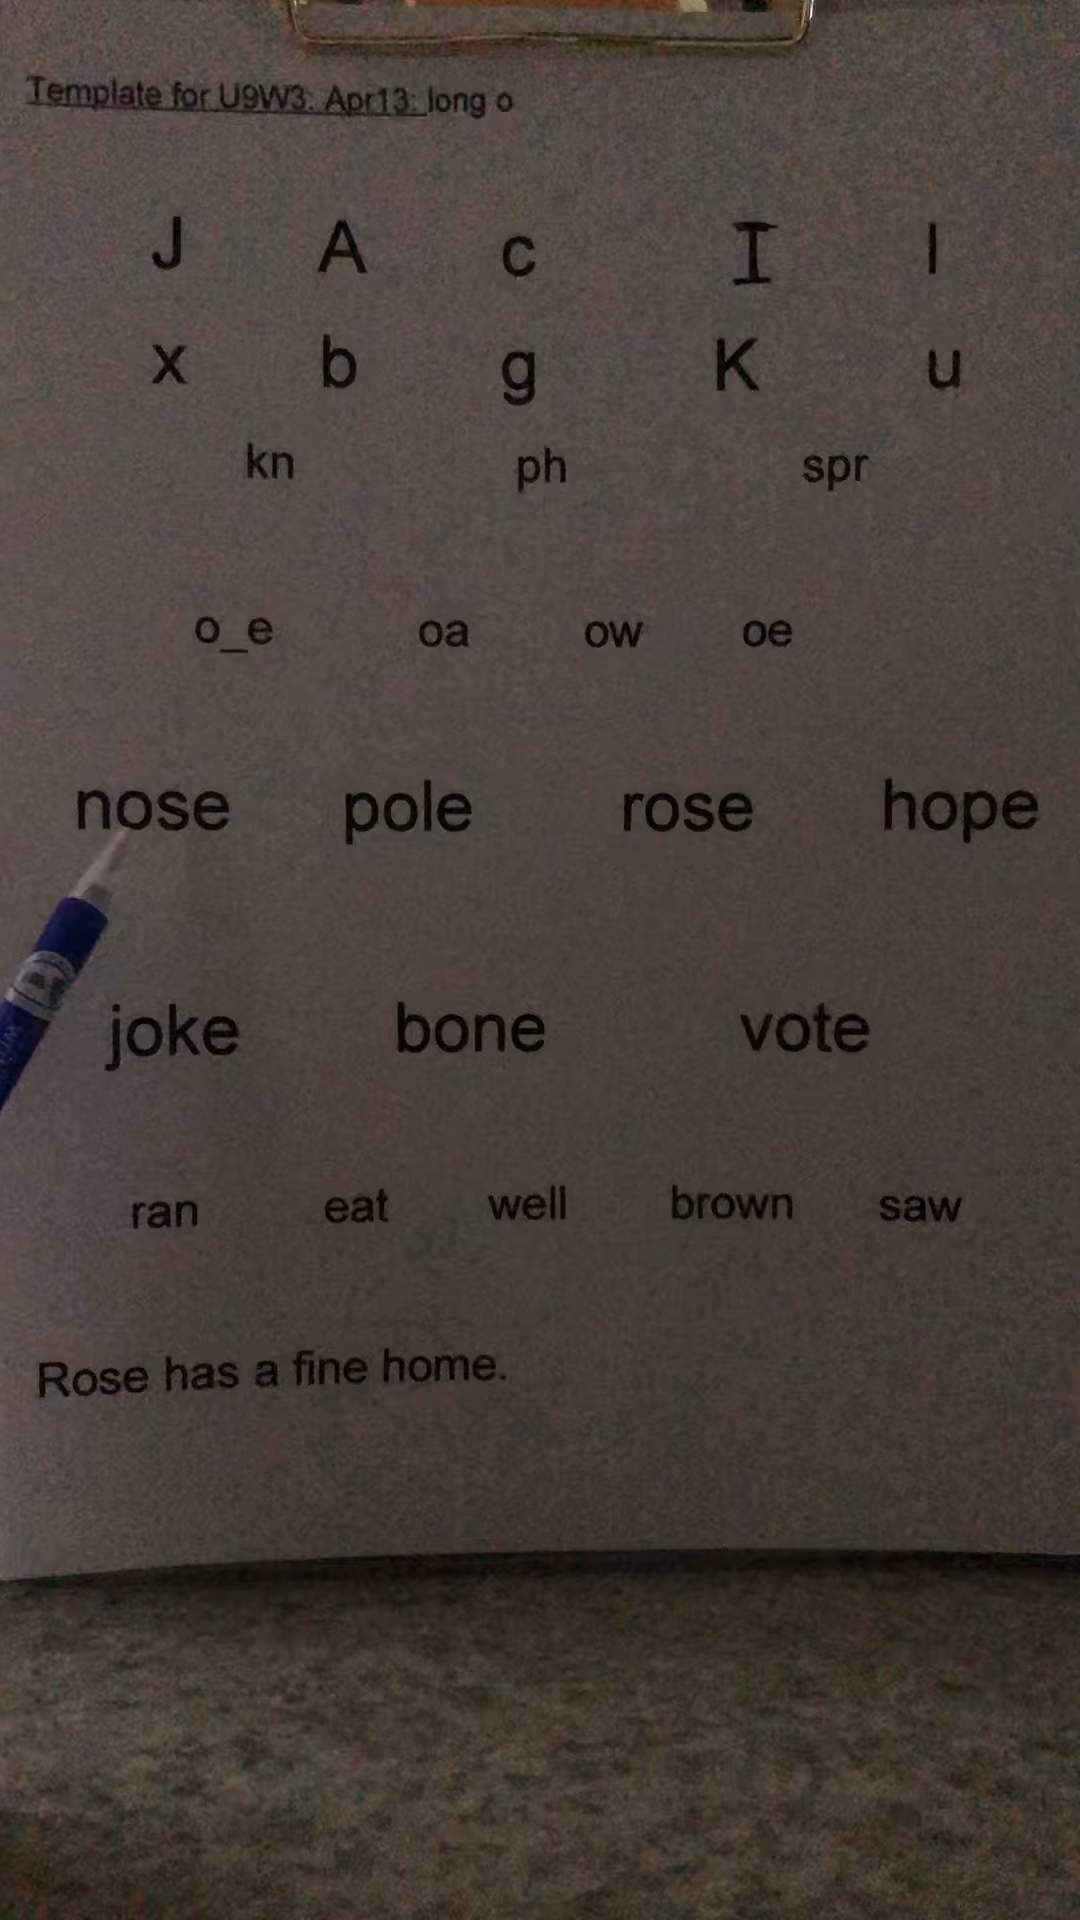 Template for U9W3: Apr13: long o
J A c I l
x b g K u
kn ph spr
o_e oa ow oe
nose pole rose hope
joke bone vote
ran eat well brown saw
Rose has a fine home.